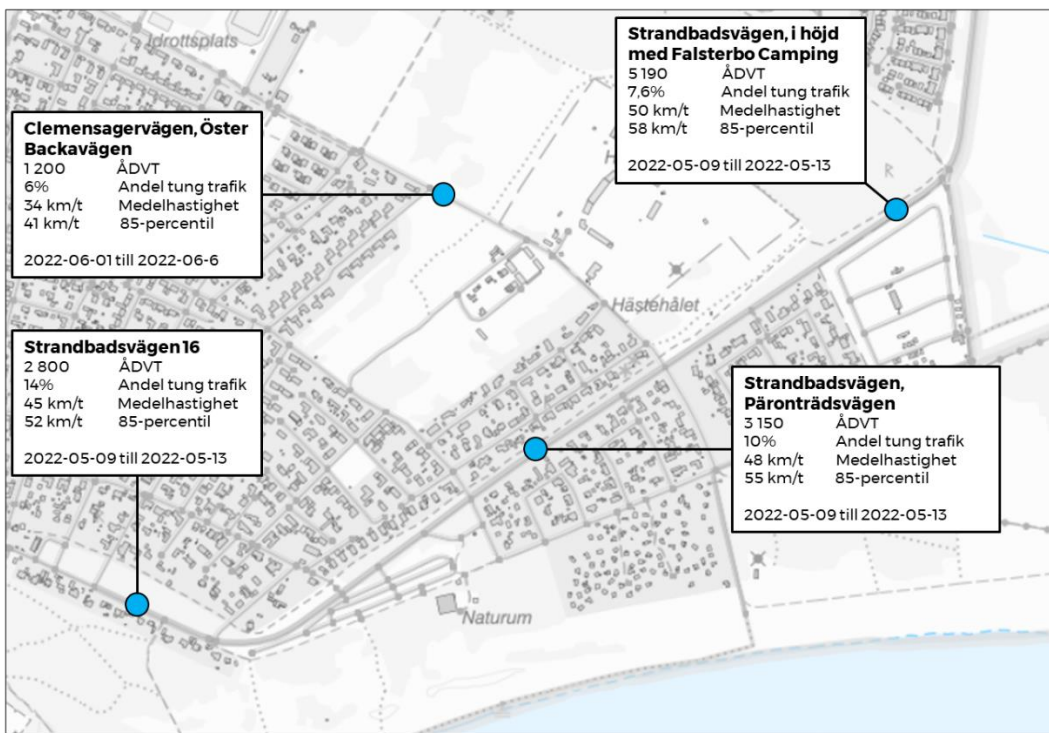 Idrottsplats
Strandbadsvägen, i höjd
med Falsterbo Camping
5 190 ÅDVT
7,6% Andel tung trafik
50 km/t Medelhastighet
58 km/t 85-percentil
2022-05-09 till 2022-05-13
Clemensagervägen, Öster
Backavägen
1 200 ÅDVT
6% Andel tung trafik
34 km/t Medelhastighet
41 km/t 85-percentil
2022-06-01 till 2022-06-6
R
H
Hästehålet
Strandbadsvägen 16
2 800 ÅDVT
14% Andel tung trafik
45 km/t Medelhastighet
52 km/t 85-percentil
2022-05-09 till 2022-05-13
Strandbadsvägen,
Päronträdsvägen
3 150 ÅDVT
10% Andel tung trafik
48 km/t Medelhastighet
55 km/t 85-percentil
2022-05-09 till 2022-05-13
Naturum